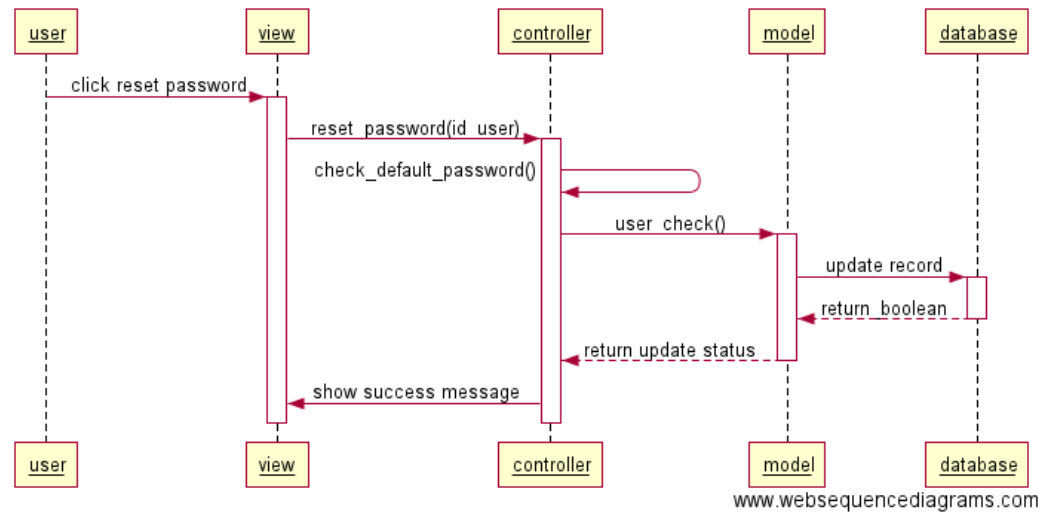 user
view
controller
model
database
click reset password
reset_password(id_user)
check_default_password()
user_check()
update record
return_boolean
return update status
show success message
user
view
controller
model
database
www.websequencediagrams.com